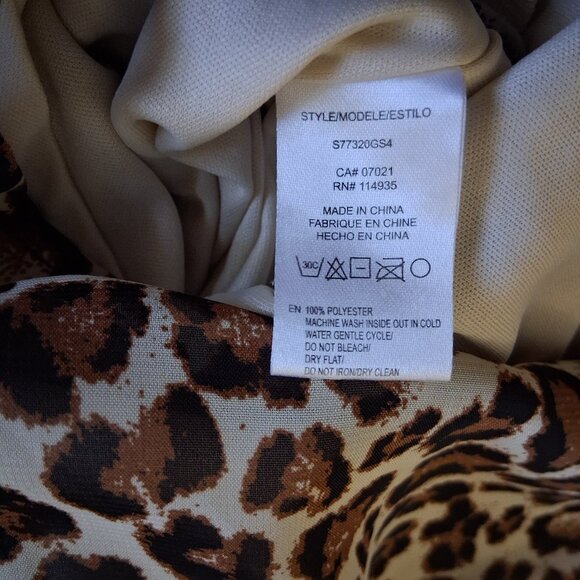 STYLE/MODELE/ESTILO
S77320GS4
CA# 07021
RN# 114935
MADE IN CHINA
FABRIQUE EN CHINE
HECHO EN CHINA
30C
EN 100% POLYESTER
MACHINE WASH INSIDE OUT IN COLD
WATER GENTLE CYCLE/
DO NOT BLEACH/
DRY FLAT/
DO NOT IRON/DRY CLEAN